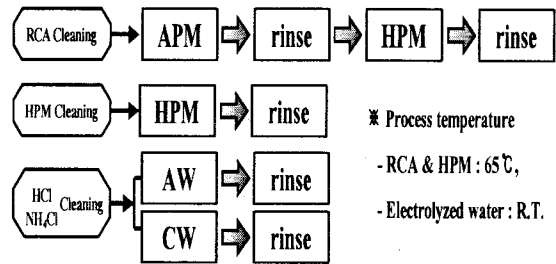 RCA Cleaning APM rinse HPM rinse
HPM Cleaning HPM rinse
※ Process temperature
- RCA & HPM : 65℃,
- Electrolyzed water : R.T.
HCl
NH₄Cl
Cleaning
AW rinse
CW rinse